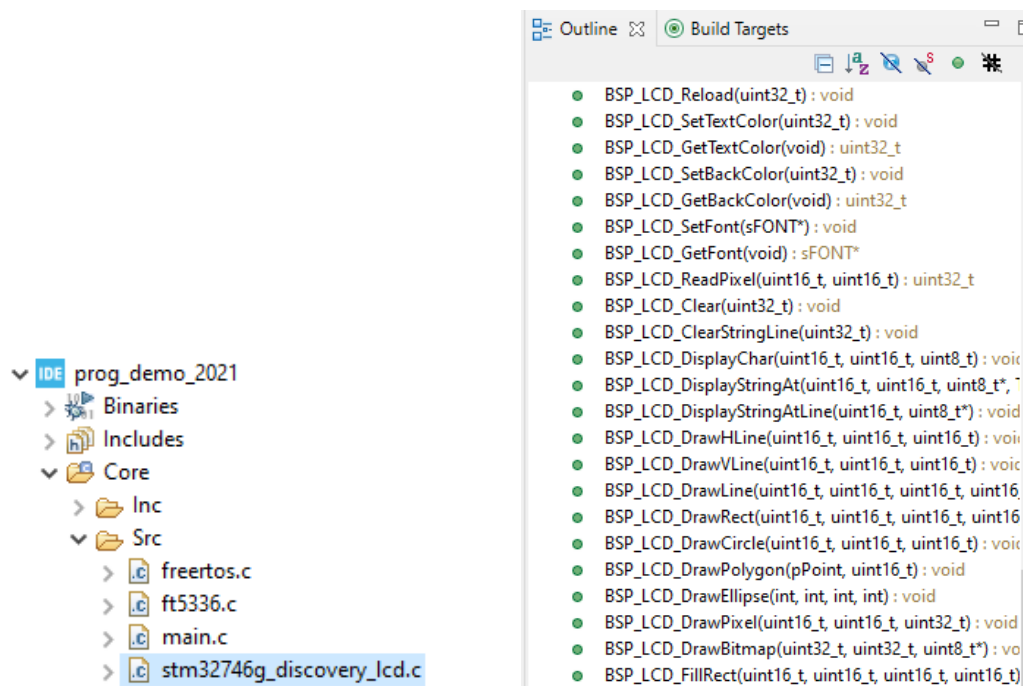 IDE prog_demo_2021
Binaries
Includes
Core
Inc
Src
.c freertos.c
.c ft5336.c
.c main.c
.c stm32746g_discovery_lcd.c
Outline Build Targets
BSP_LCD_Reload(uint32_t) : void
BSP_LCD_SetTextColor(uint32_t) : void
BSP_LCD_GetTextColor(void) : uint32_t
BSP_LCD_SetBackColor(uint32_t) : void
BSP_LCD_GetBackColor(void) : uint32_t
BSP_LCD_SetFont(sFONT*) : void
BSP_LCD_GetFont(void) : sFONT*
BSP_LCD_ReadPixel(uint16_t, uint16_t) : uint32_t
BSP_LCD_Clear(uint32_t) : void
BSP_LCD_ClearStringLine(uint32_t) : void
BSP_LCD_DisplayChar(uint16_t, uint16_t, uint8_t) : void
BSP_LCD_DisplayStringAt(uint16_t, uint16_t, uint8_t*,
BSP_LCD_DisplayStringAtLine(uint16_t, uint8_t*) : void
BSP_LCD_DrawHLine(uint16_t, uint16_t, uint16_t) : voi
BSP_LCD_DrawVLine(uint16_t, uint16_t, uint16_t) : voic
BSP_LCD_DrawLine(uint16_t, uint16_t, uint16_t, uint16_
BSP_LCD_DrawRect(uint16_t, uint16_t, uint16_t, uint16
BSP_LCD_DrawCircle(uint16_t, uint16_t, uint16_t) : voic
BSP_LCD_DrawPolygon(pPoint, uint16_t) : void
BSP_LCD_DrawEllipse(int, int, int, int) : void
BSP_LCD_DrawPixel(uint16_t, uint16_t, uint32_t) : void
BSP_LCD_DrawBitmap(uint32_t, uint32_t, uint8_t*) : vo
BSP_LCD_FillRect(uint16_t, uint16_t, uint16_t, uint16_t)